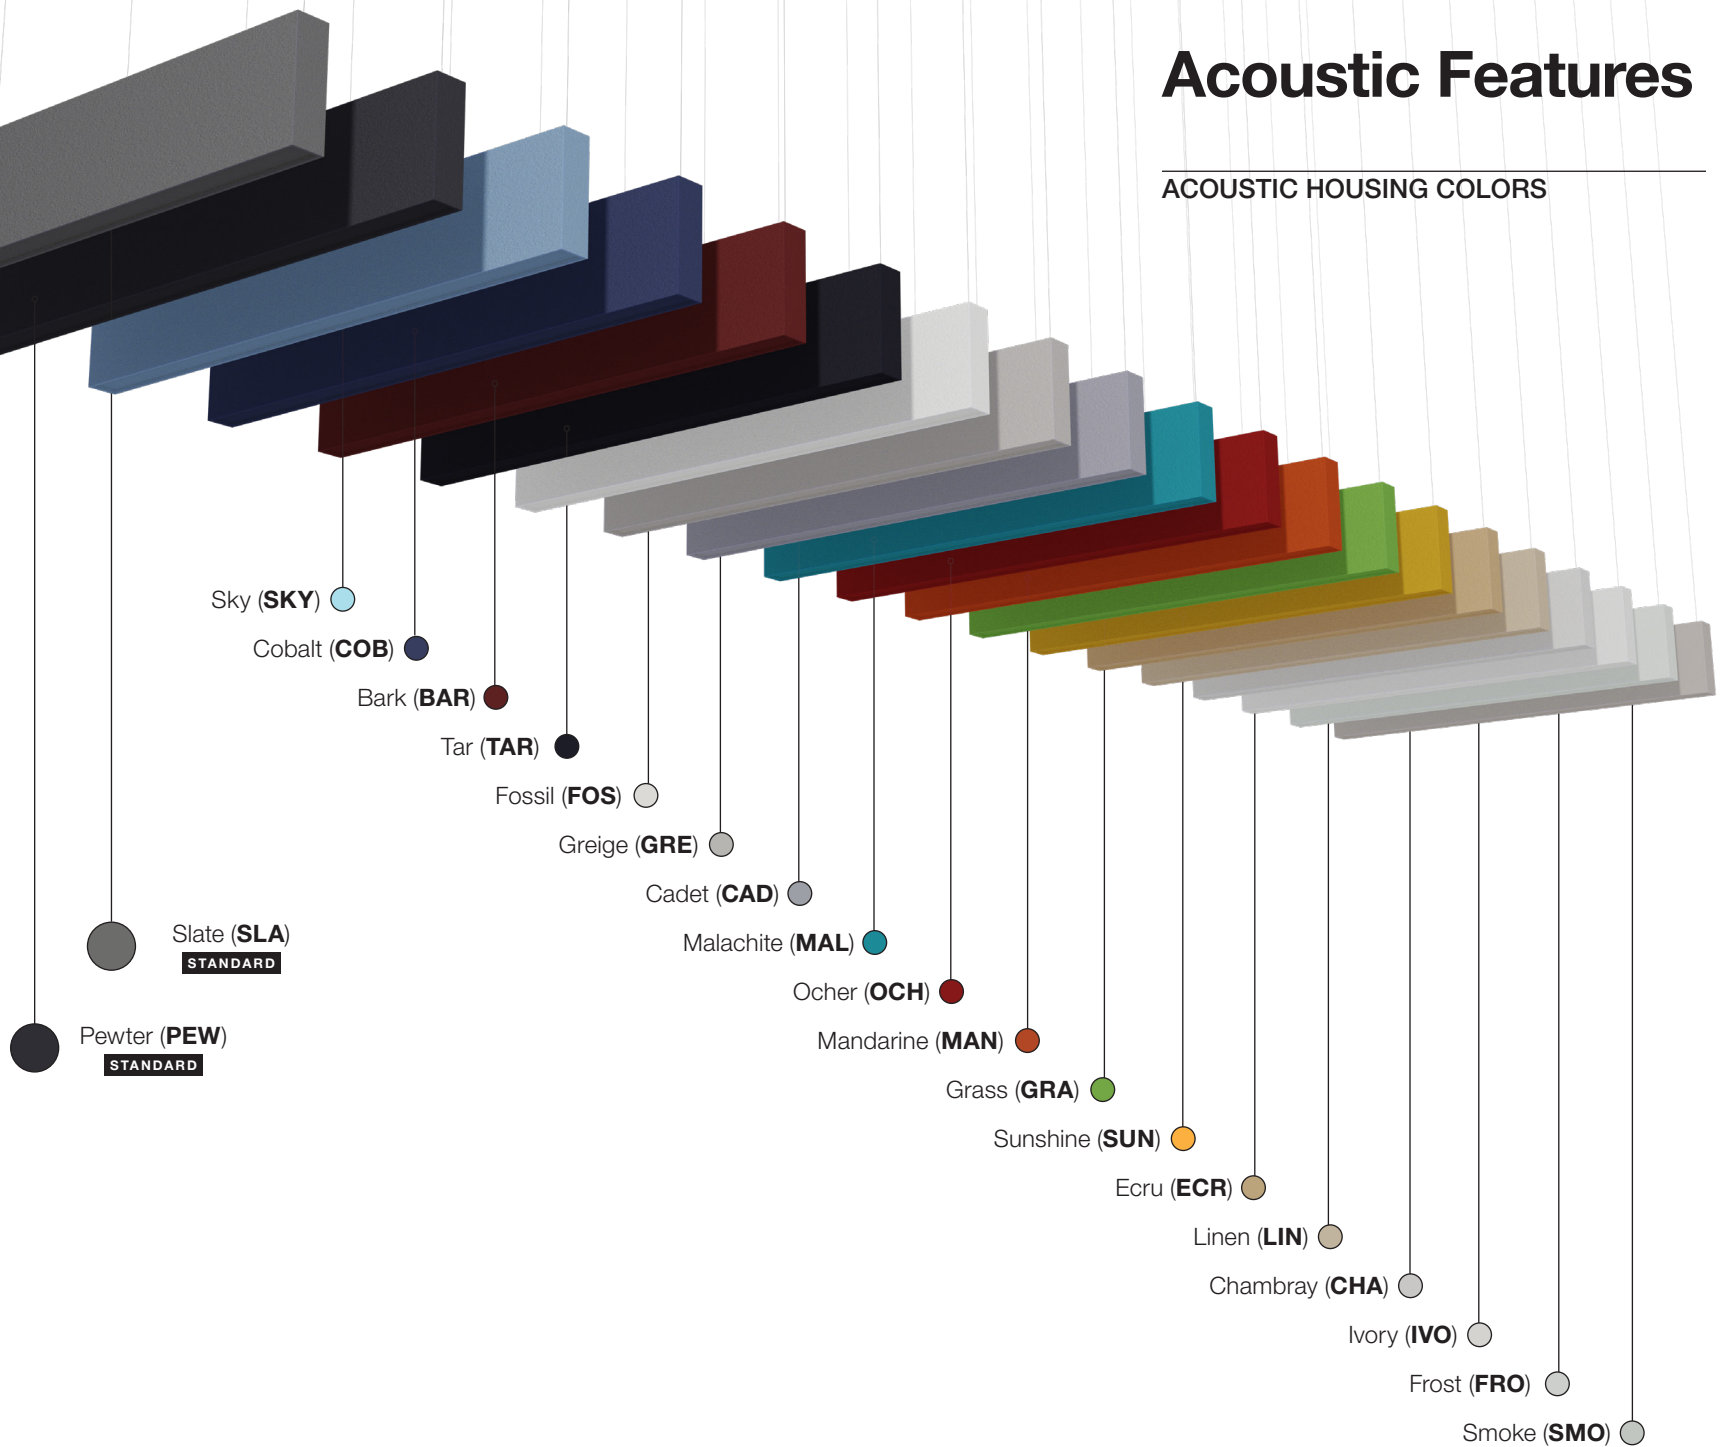 Acoustic Features
ACOUSTIC HOUSING COLORS
Sky (SKY)
Cobalt (COB)
Bark (BAR)
Tar (TAR)
Fossil (FOS)
Greige (GRE)
Cadet (CAD)
Slate (SLA)
STANDARD
Malachite (MAL)
Ocher (OCH)
Pewter (PEW)
STANDARD
Mandarine (MAN)
Grass (GRA)
Sunshine (SUN)
Ecru (ECR)
Linen (LIN)
Chambray (CHA)
Ivory (IVO)
Frost (FRO)
Smoke (SMO)